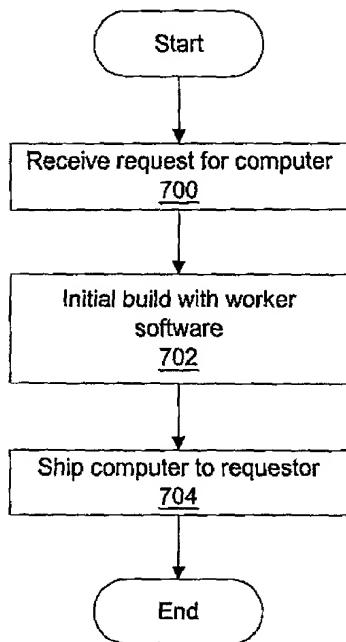 Start
Receive request for computer
700
Initial build with worker
software
702
Ship computer to requestor
704
End